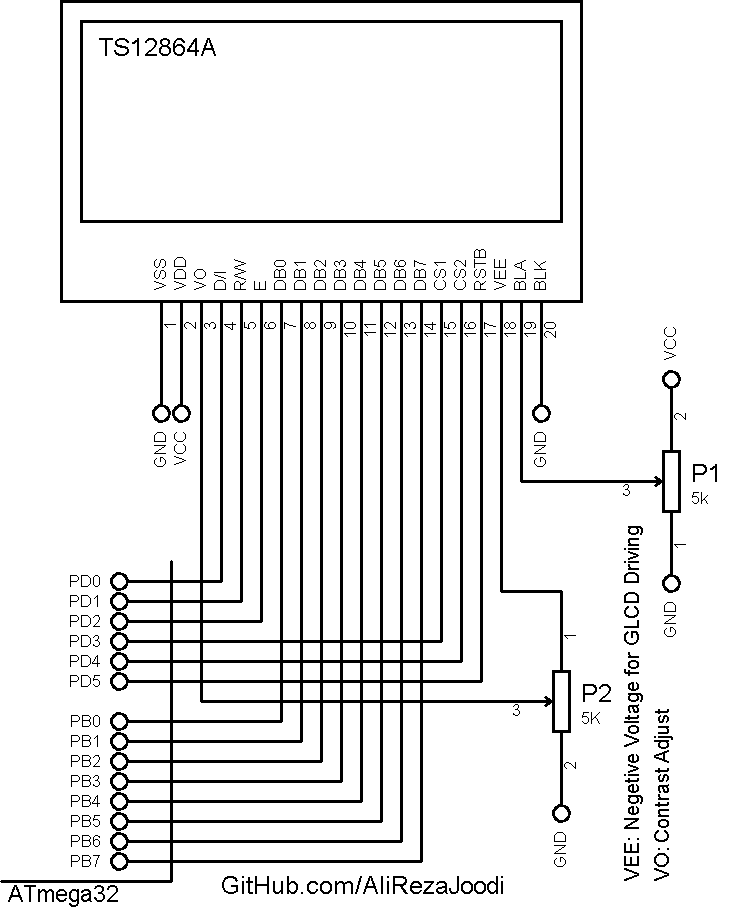 TS12864A
VSS
VDD
VO
D/I
R/W
E
DB0
DB1
DB2
DB3
DB4
DB5
DB6
DB7
CS1
CS2
RSTB
VEE
BLA
BLK
1
2
3
4
5
6
7
8
9
10
11
12
13
14
15
16
17
18
19
20
GND
VCC
GND
VCC
2
P1
5k
3
1
GND
PD0
PD1
PD2
PD3
PD4
PD5
PB0
PB1
PB2
PB3
PB4
PB5
PB6
PB7
ATmega32
1
P2
5K
3
2
GND
VEE: Negetive Voltage for GLCD Driving
VO: Contrast Adjust
GitHub.com/AliRezaJoodi